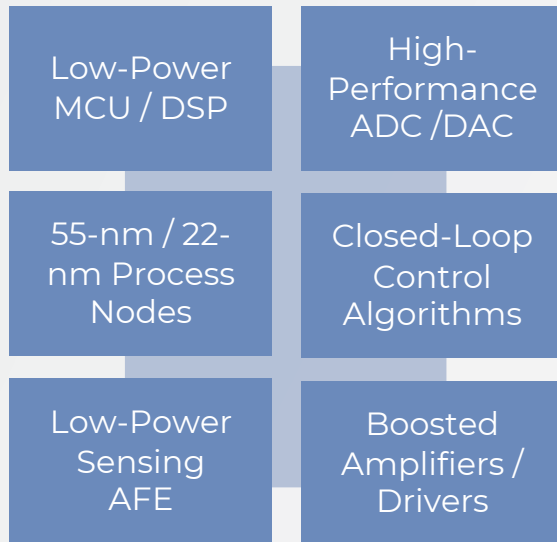 Low-Power
MCU / DSP
High-
Performance
ADC /DAC
55-nm / 22-
nm Process
Nodes
Closed-Loop
Control
Algorithms
Low-Power
Sensing
AFE
Boosted
Amplifiers /
Drivers